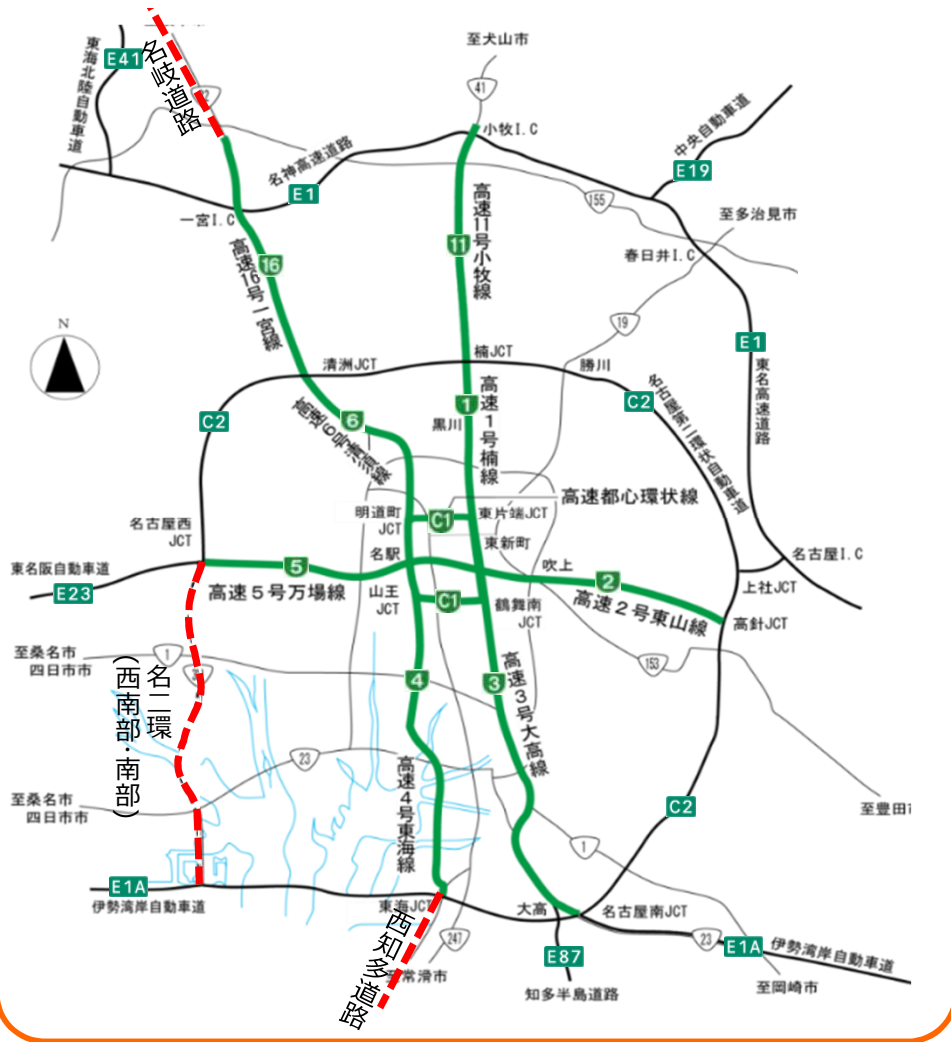 名岐道路
E41
東海北陸自動車道
至犬山市
41
小牧I.C
中央自動車道
E19
名神高速道路
E1
155
一宮I.C
高速11号小牧線
11
至多治見市
高速16号一宮線
16
春日井I.C
19
N
E1
東名高速道路
清洲JCT
楠JCT
勝川
C2
名古屋第二環状自動車道
C2
高速6号清須線
6
黒川
1
高速1号楠線
高速都心環状線
明道町
JCT
C1
東片端JCT
名古屋西
JCT
名駅
東新町
吹上
名古屋I.C
東名阪自動車道
E23
5
高速5号万場線
山王
JCT
C1
鶴舞南
JCT
2
高速2号東山線
上社JCT
高針JCT
至桑名市
四日市市
1
153
名二環
(西南部・南部)
4
3
高速3号大高線
23
高速4号東海線
至桑名市
四日市市
C2
至豊田
1
E1A
伊勢湾岸自動車道
東海JCT
大高
名古屋南JCT
西知多道路
247
常滑市
E87
知多半島道路
23
E1A
伊勢湾岸自動車道
至岡崎市